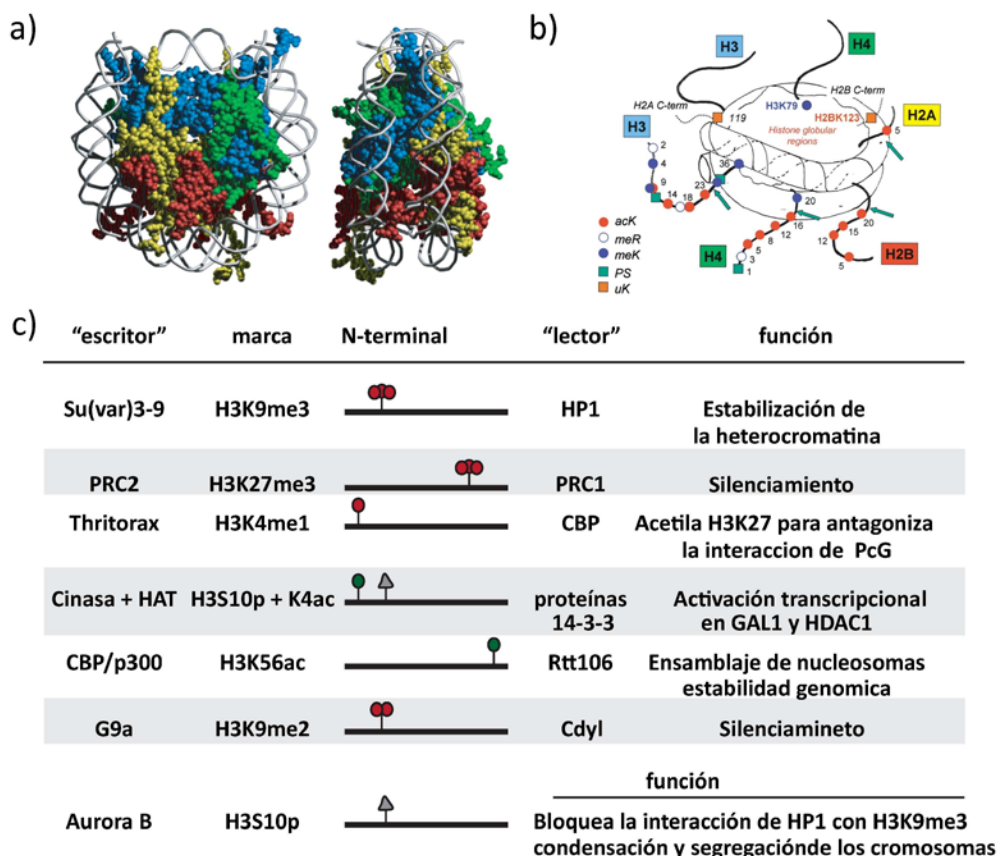 a)
b)
H3
H4
H2A C-term
H3K79
H2B C-term
H2A
119
H2BK123
5
Histone globular
regions
H3
2
4
9
14
18
23
36
20
16
12
8
5
3
1
H4
20
15
12
5
H2B
acK
meR
meK
PS
uK
c)
"escritor" marca N-terminal "lector" función
Su(var)3-9 H3K9me3 HP1 Estabilización de
la heterocromatina
PRC2 H3K27me3 PRC1 Silenciamiento
Thritorax H3K4me1 CBP Acetila H3K27 para antagoniza
la interaccion de PcG
Cinasa + HAT H3S10p + K4ac proteínas Activación transcripcional
14-3-3 en GAL1 y HDAC1
CBP/p300 H3K56ac Rtt106 Ensamblaje de nucleosomas
estabilidad genomica
G9a H3K9me2 Cdyl Silenciamineto
función
Aurora B H3S10p Bloquea la interacción de HP1 con H3K9me3
condensación y segregaciónde los cromosomas